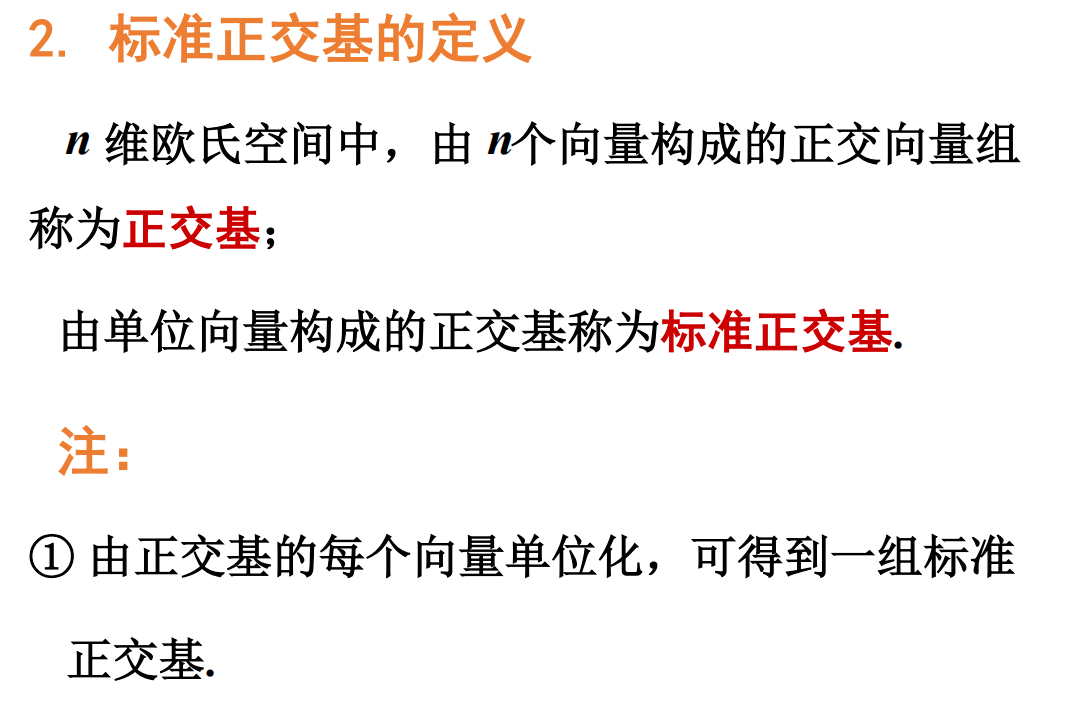 2. 标准正交基的定义
n 维欧氏空间中，由 n个向量构成的正交向量组
称为正交基；
由单位向量构成的正交基称为标准正交基.
注：
① 由正交基的每个向量单位化，可得到一组标准
正交基.